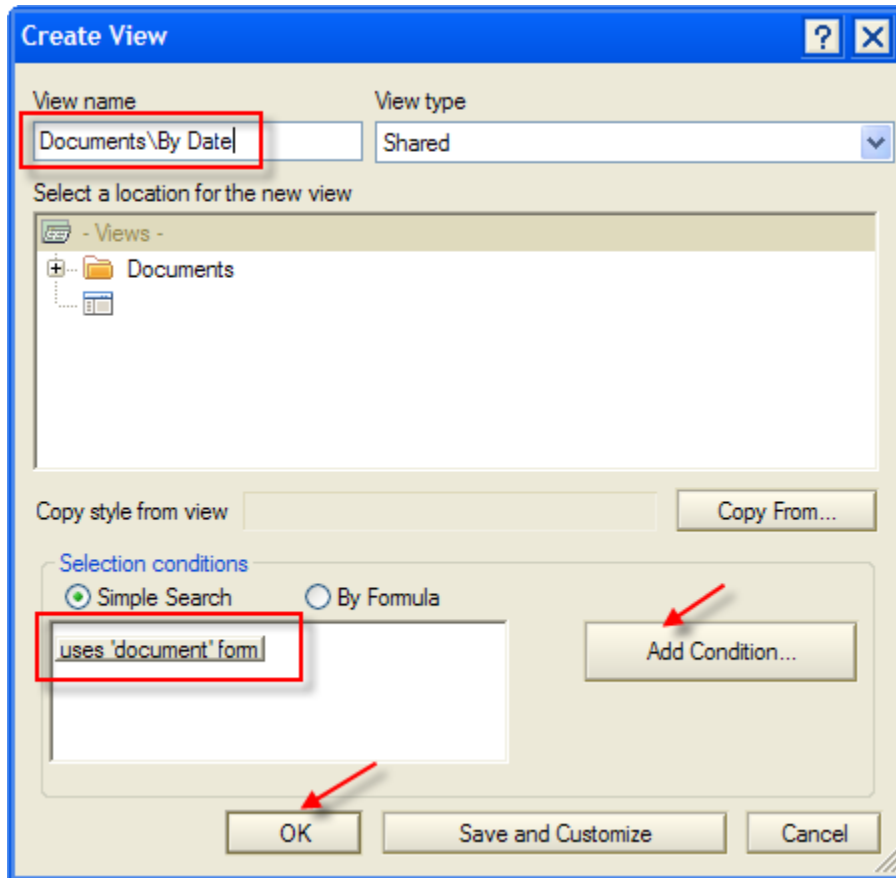 Create View
View name View type
Documents\By Date Shared
Select a location for the new view
- Views -
Documents
Copy style from view Copy From...
Selection conditions
Simple Search By Formula
uses 'document' form Add Condition...
OK Save and Customize Cancel